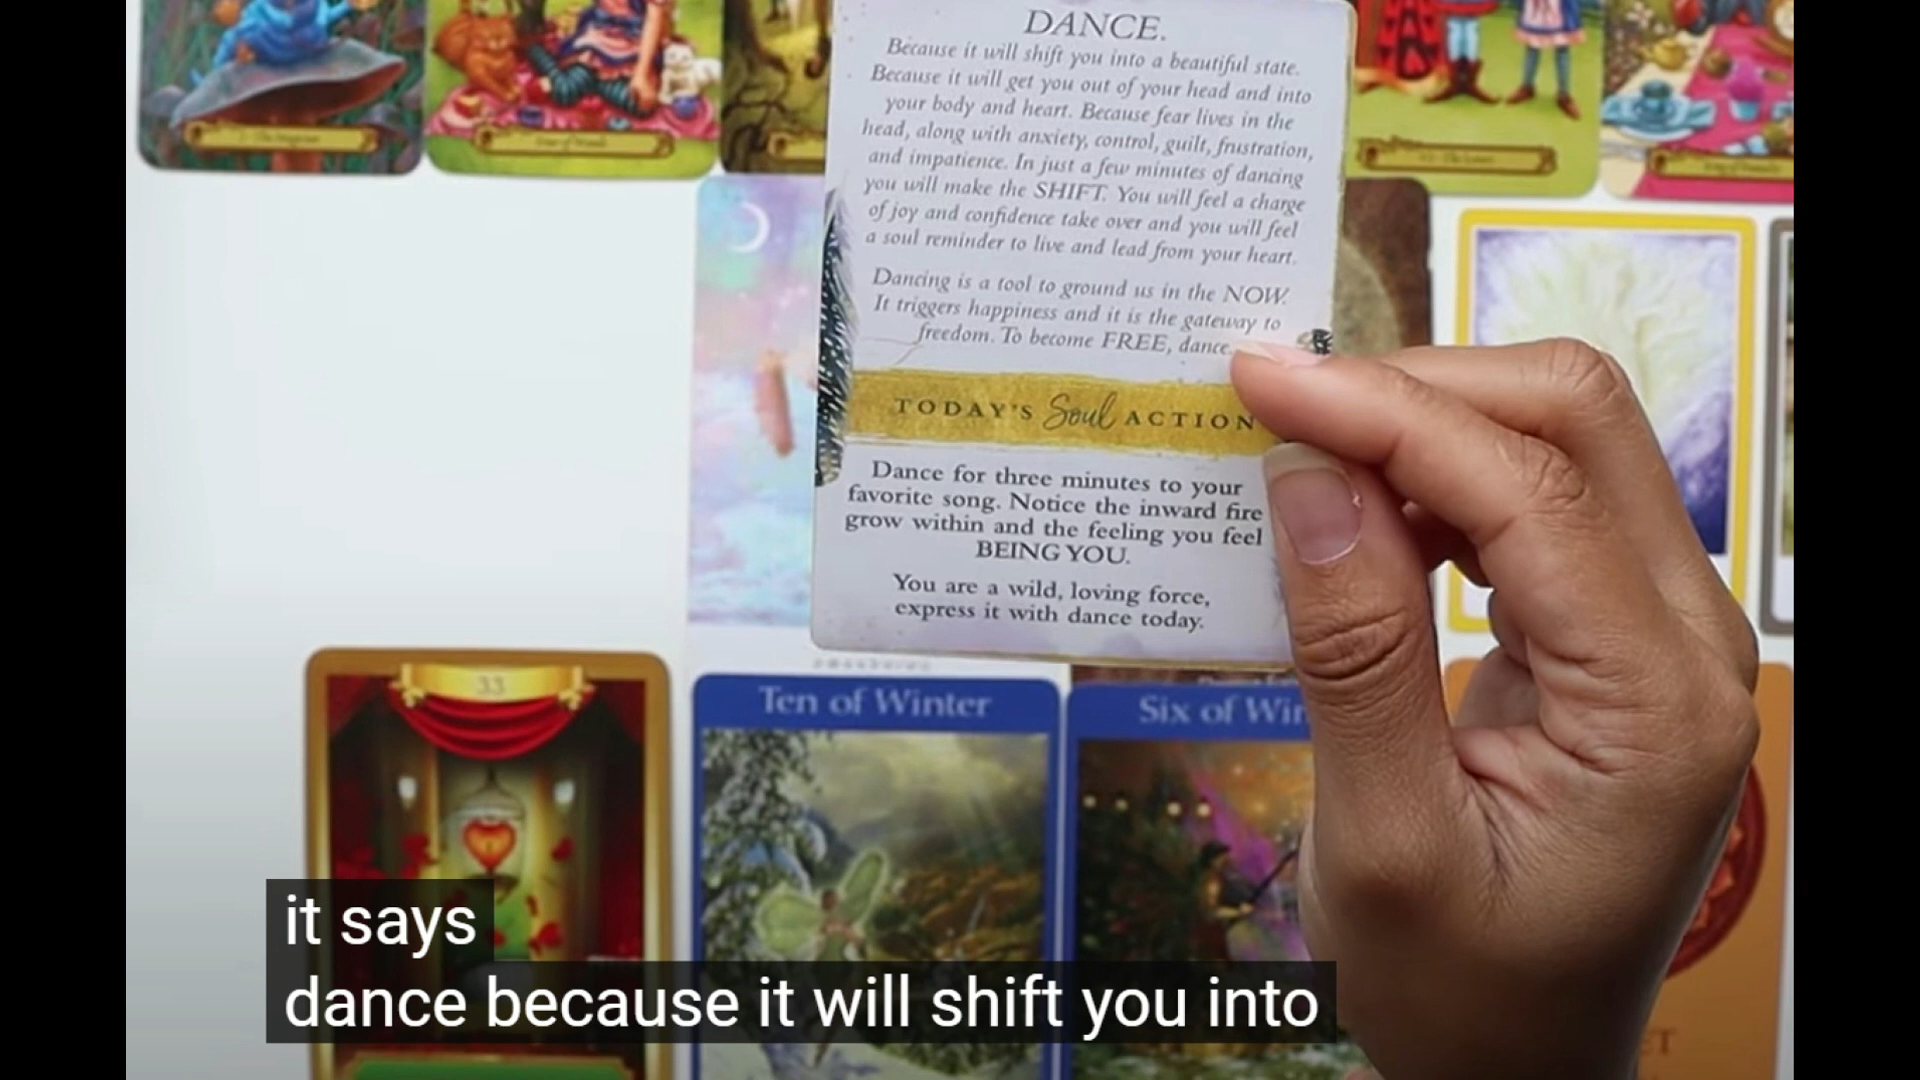 DANCE.
Because it will shift you into a beautiful state.
Because it will get you out of your head and into
your body and heart. Because fear lives in the
head, along with anxiety, control, guilt, frustration,
and impatience. In just a few minutes of dancing
you will make the SHIFT. You will feel a charge
of joy and confidence take over and you will feel
a soul reminder to live and lead from your heart.
Dancing is a tool to ground us in the NOW.
It triggers happiness and it is the gateway to
freedom. To become FREE, dance.
TODAY'S Soul ACTION
Dance for three minutes to your
favorite song. Notice the inward fire
grow within and the feeling you feel
BEING YOU.
You are a wild, loving force,
express it with dance today.
33
Ten of Winter
Six of Win
it says
dance because it will shift you into